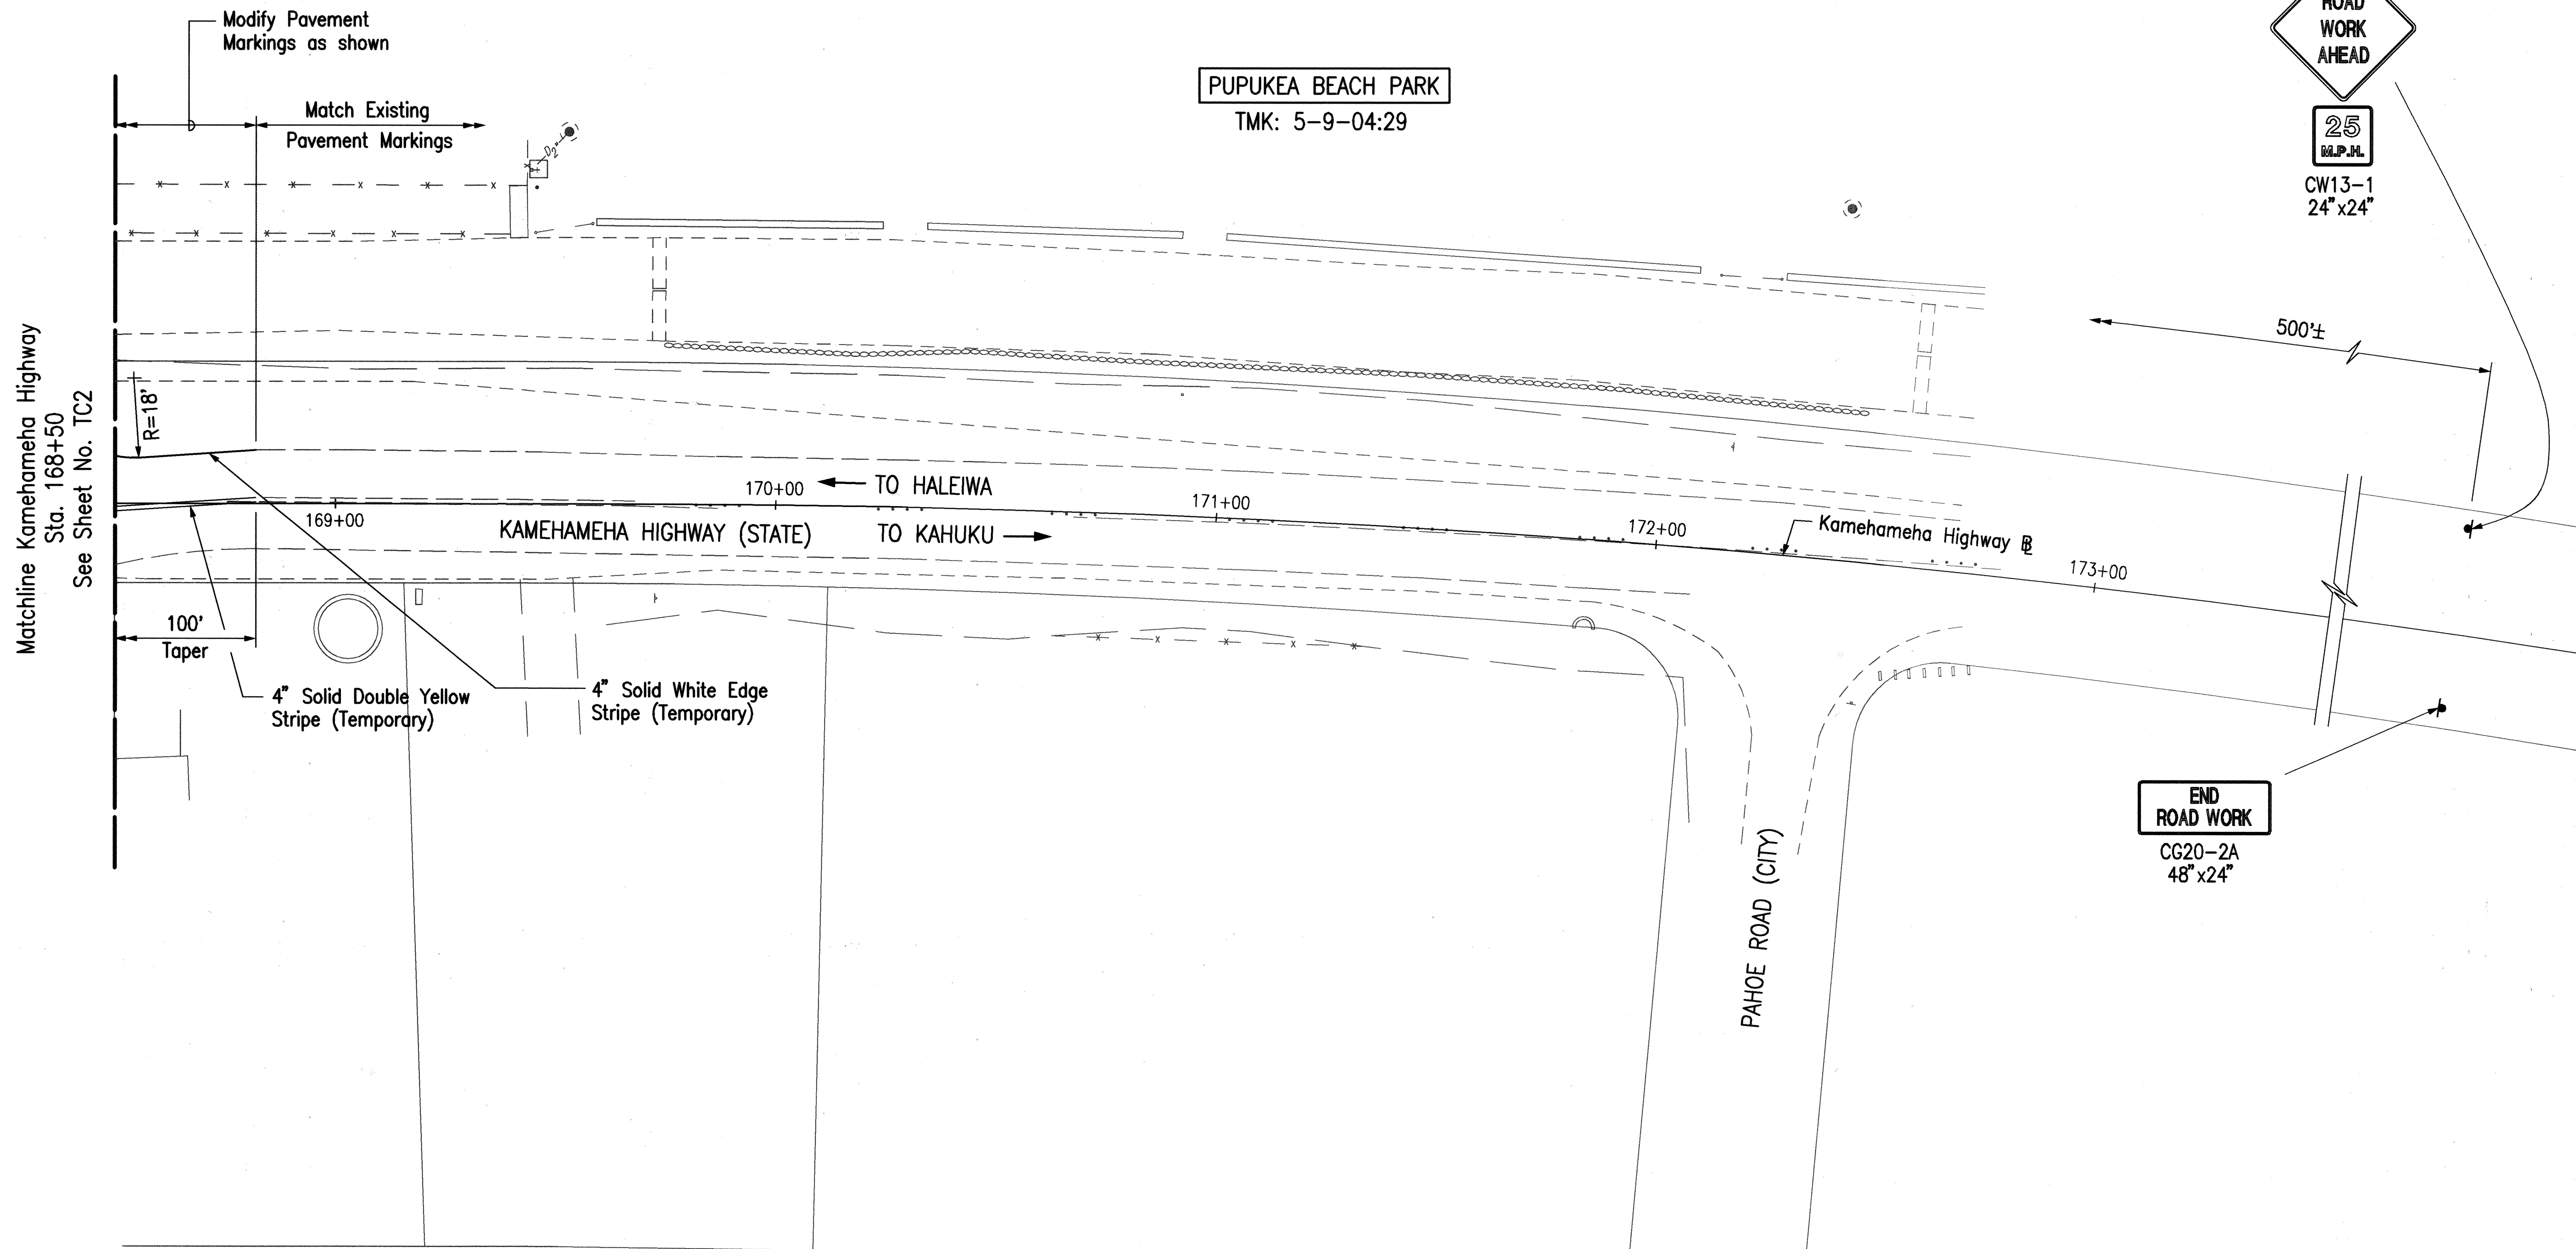 Modify Pavement
Markings as shown
Match Existing
Pavement Markings
PUPUKEA BEACH PARK
TMK: 5-9-04:29
ROAD
WORK
AHEAD
25
M.P.H.
CW13-1
24"x24"
D2
500'±
Matchline Kamehameha Highway
Sta. 168+50
See Sheet No. TC2
R=18'
169+00
170+00
171+00
172+00
173+00
TO HALEIWA
KAMEHAMEHA HIGHWAY (STATE)
TO KAHUKU
Kamehameha Highway BL
100'
Taper
4" Solid Double Yellow
Stripe (Temporary)
4" Solid White Edge
Stripe (Temporary)
PAHOE ROAD (CITY)
END
ROAD WORK
CG20-2A
48"x24"